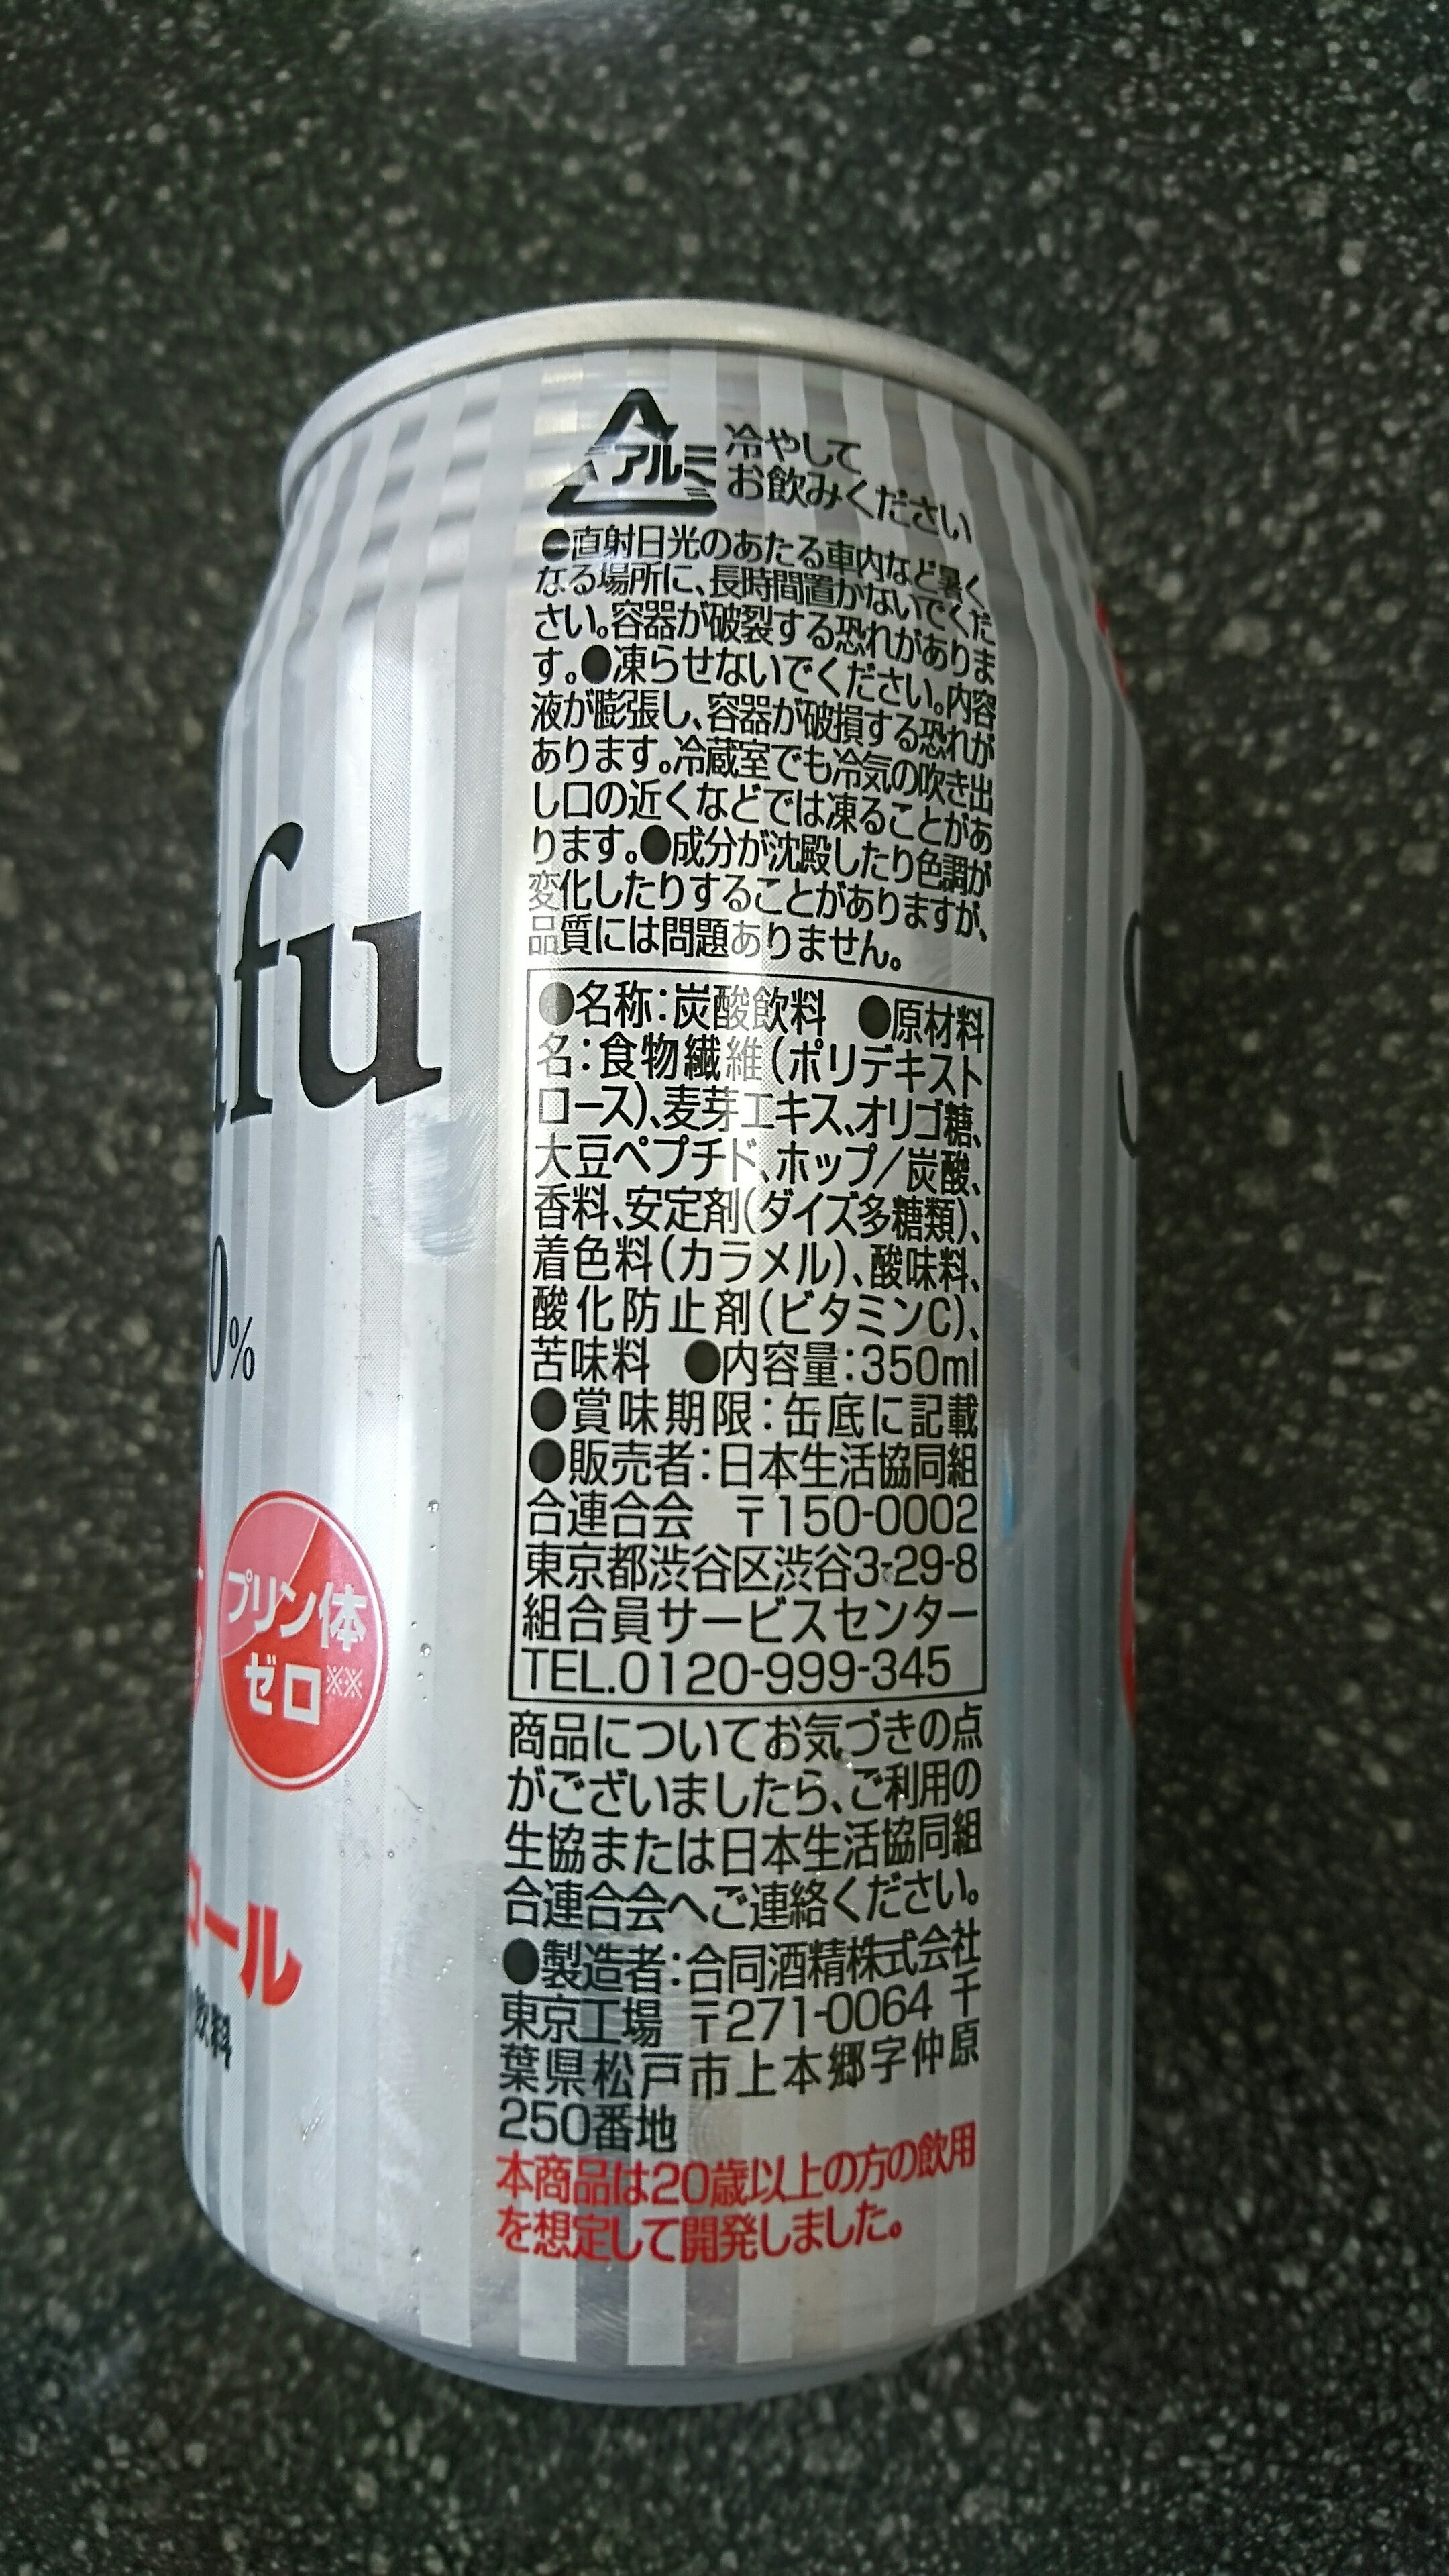 アルミ
冷やして
お飲みください
●直射日光のあたる車内など暑く
なる場所に、長時間置かないでくだ
さい。容器が破裂する恐れがありま
す。●凍らせないでください。内容
液が膨張し、容器が破損する恐れが
あります。冷蔵室でも冷気の吹き出
し口の近くなどでは凍ることがあ
ります。●成分が沈殿したり色調が
変化したりすることがありますが、
品質には問題ありません。
●名称:炭酸飲料 ●原材料
名:食物繊維(ポリデキスト
ロース)、麦芽エキス、オリゴ糖、
大豆ペプチド、ホップ/炭酸、
香料、安定剤(ダイズ多糖類)、
着色料(カラメル)、酸味料、
酸化防止剤(ビタミンC)、
苦味料 ●内容量:350ml
●賞味期限:缶底に記載
●販売者:日本生活協同組
合連合会 〒150-0002
東京都渋谷区渋谷3-29-8
組合員サービスセンター
TEL.0120-999-345
商品についてお気づきの点
がございましたら、ご利用の
生協または日本生活協同組
合連合会へご連絡ください。
●製造者:合同酒精株式会社
東京工場 〒271-0064 千
葉県松戸市上本郷字仲原
250番地
本商品は20歳以上の方の飲用
を想定して開発しました。
fu
0%
プリン体
ゼロ※※
コール
飲料